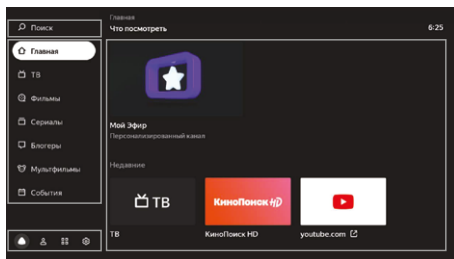 Поиск
Главная
Что посмотреть
6:25
Главная
ТВ
Фильмы
Сериалы
Блогеры
Мультфильмы
События
Мой Эфир
Персонализированный канал
Недавние
ТВ
КиноПоиск HD
ТВ
КиноПоиск HD
youtube.com